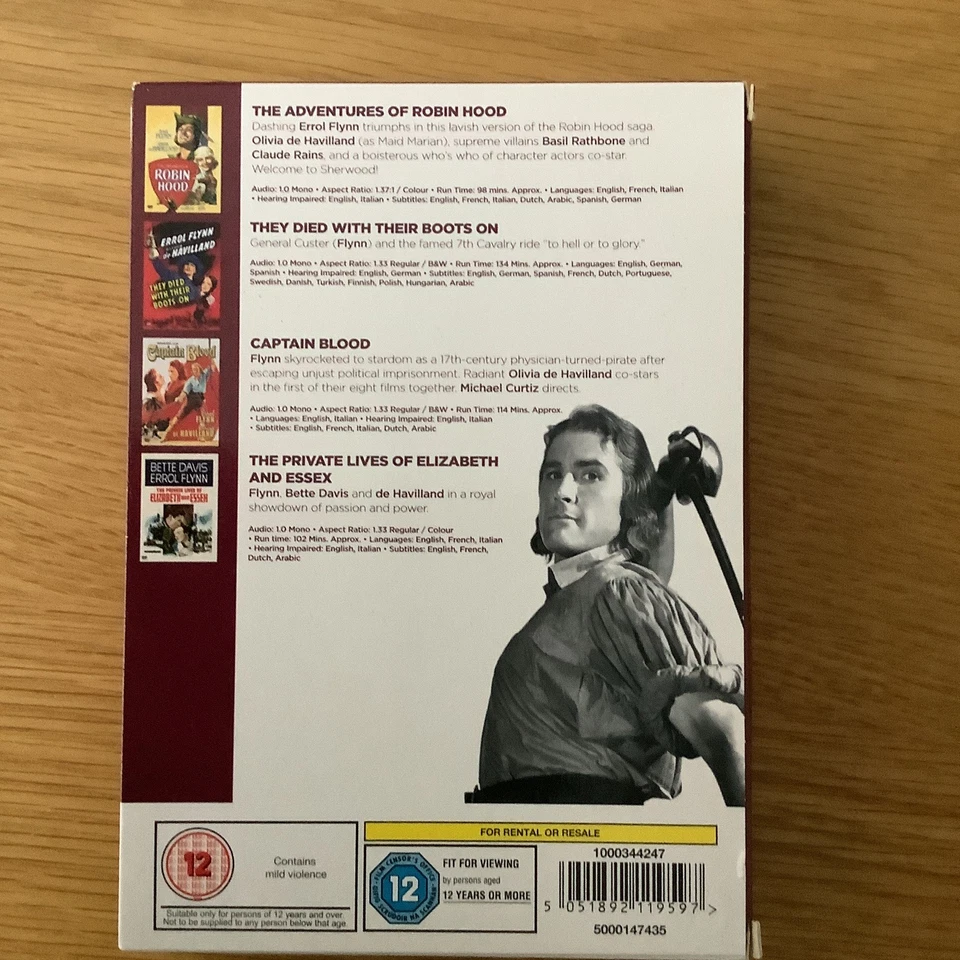 THE ADVENTURES OF ROBIN HOOD
Dashing Errol Flynn triumphs in this lavish version of the Robin Hood saga.
Olivia de Havilland (as Maid Marian), supreme villains Basil Rathbone and
Claude Rains, and a boisterous who's who of character actors co-star.
Welcome to Sherwood!
Audio: 1.0 Mono • Aspect Ratio: 1.37:1 / Colour • Run Time: 98 mins. Approx. • Languages: English, French, Italian
• Hearing Impaired: English, Italian • Subtitles: English, French, Italian, Dutch, Arabic, Spanish, German
ROBIN
HOOD
THEY DIED WITH THEIR BOOTS ON
General Custer (Flynn) and the famed 7th Cavalry ride "to hell or to glory."
Audio: 1.0 Mono • Aspect Ratio: 1.33 Regular / B&W • Run Time: 134 Mins. Approx. • Languages: English, German,
Spanish • Hearing Impaired: English, German • Subtitles: English, German, Spanish, French, Dutch, Portuguese,
Swedish, Danish, Turkish, Finnish, Polish, Hungarian, Arabic
ERROL FLYNN
DE HAVILLAND
THEY DIED
WITH THEIR
BOOTS ON
CAPTAIN BLOOD
Flynn skyrocketed to stardom as a 17th-century physician-turned-pirate after
escaping unjust political imprisonment. Radiant Olivia de Havilland co-stars
in the first of their eight films together. Michael Curtiz directs.
Audio: 1.0 Mono • Aspect Ratio: 1.33 Regular / B&W • Run Time: 114 Mins. Approx.
• Languages: English, Italian • Hearing Impaired: English, Italian
• Subtitles: English, French, Italian, Dutch, Arabic
Captain Blood
FLYNN
DE HAVILLAND
THE PRIVATE LIVES OF ELIZABETH
AND ESSEX
Flynn, Bette Davis and de Havilland in a royal
showdown of passion and power.
Audio: 1.0 Mono • Aspect Ratio: 1.33 Regular / Colour
• Run time: 102 Mins. Approx. • Languages: English, French, Italian
• Hearing Impaired: English, Italian • Subtitles: English, French,
Dutch, Arabic
BETTE DAVIS
ERROL FLYNN
THE PRIVATE LIVES OF
ELIZABETH AND ESSEX
12
Contains
mild violence
Suitable only for persons of 12 years and over.
Not to be supplied to any person below that age.
FOR RENTAL OR RESALE
FILM CENSOR'S OFFICE
OIFIG SCRÚDÓIR NA SCANNÁN
12
FIT FOR VIEWING
by persons aged
12 YEARS OR MORE
1000344247
5 051892 119597 >
5000147435